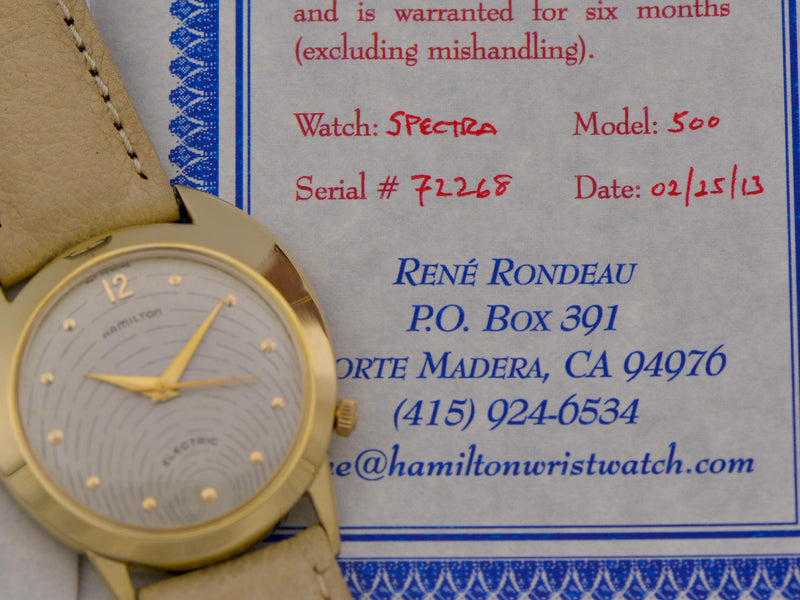 and is warranted for six months
(excluding mishandling).
Watch: SPECTRA Model: 500
Serial # 72268 Date: 02/25/13
RENÉ RONDEAU
P.O. BOX 391
ORTE MADERA, CA 94976
(415) 924-6534
e@hamiltonwristwatch.com
12
HAMILTON
ELECTRIC